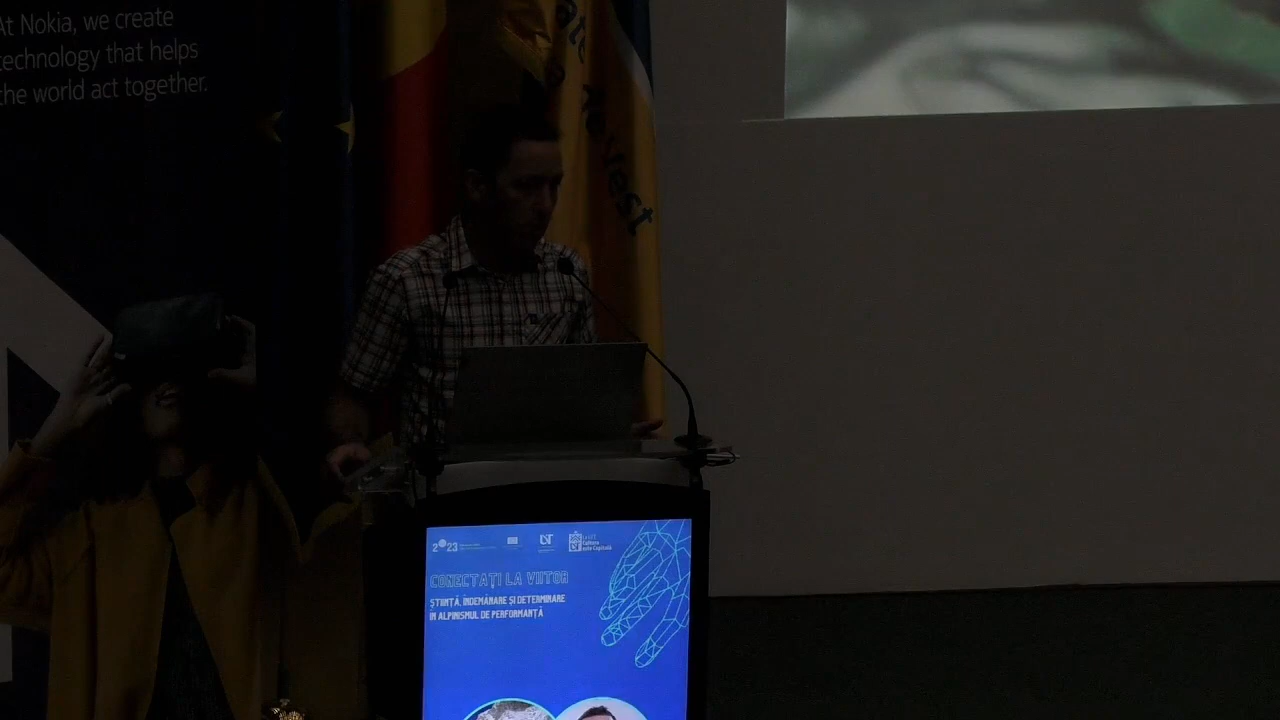 At Nokia, we create
technology that helps
the world act together.
2023
UVT
CONECTAȚI LA VIITOR
ȘTIINȚĂ, ÎNDEMÂNARE ȘI DETERMINARE
ÎN ALPINISMUL DE PERFORMANȚĂ